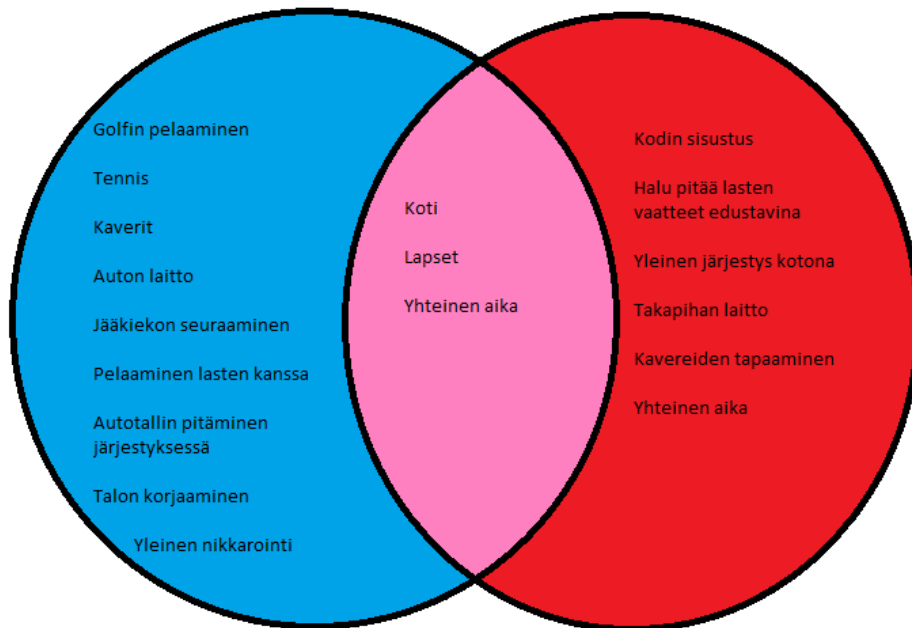 Golfin pelaaminen
Tennis
Kaverit
Auton laitto
Jääkiekon seuraaminen
Pelaaminen lasten kanssa
Autotallin pitäminen
järjestyksessä
Talon korjaaminen
Yleinen nikkarointi
Koti
Lapset
Yhteinen aika
Kodin sisustus
Halu pitää lasten
vaatteet edustavina
Yleinen järjestys kotona
Takapihan laitto
Kavereiden tapaaminen
Yhteinen aika